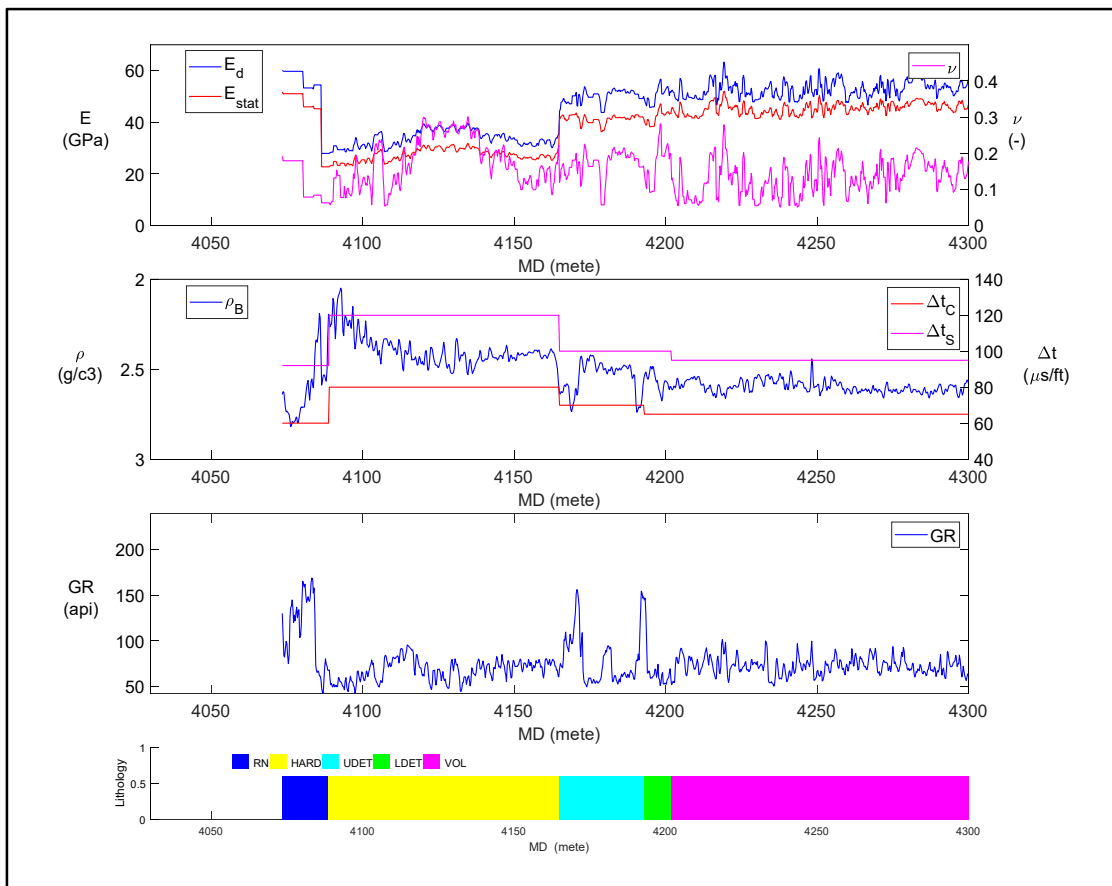 E_d
E_stat
ν
60
40
20
0
E
(GPa)
0.4
0.3
0.2
0.1
0
ν
(-)
4050 4100 4150 4200 4250 4300
MD (mete)
ρ_B
Δt_C
Δt_S
2
2.5
3
ρ
(g/c3)
140
120
100
80
60
40
Δt
(μs/ft)
4050 4100 4150 4200 4250 4300
MD (mete)
GR
200
150
100
50
GR
(api)
4050 4100 4150 4200 4250 4300
MD (mete)
RN HARD UDET LDET VOL
1
0.5
0
Lithology
4050 4100 4150 4200 4250 4300
MD (mete)